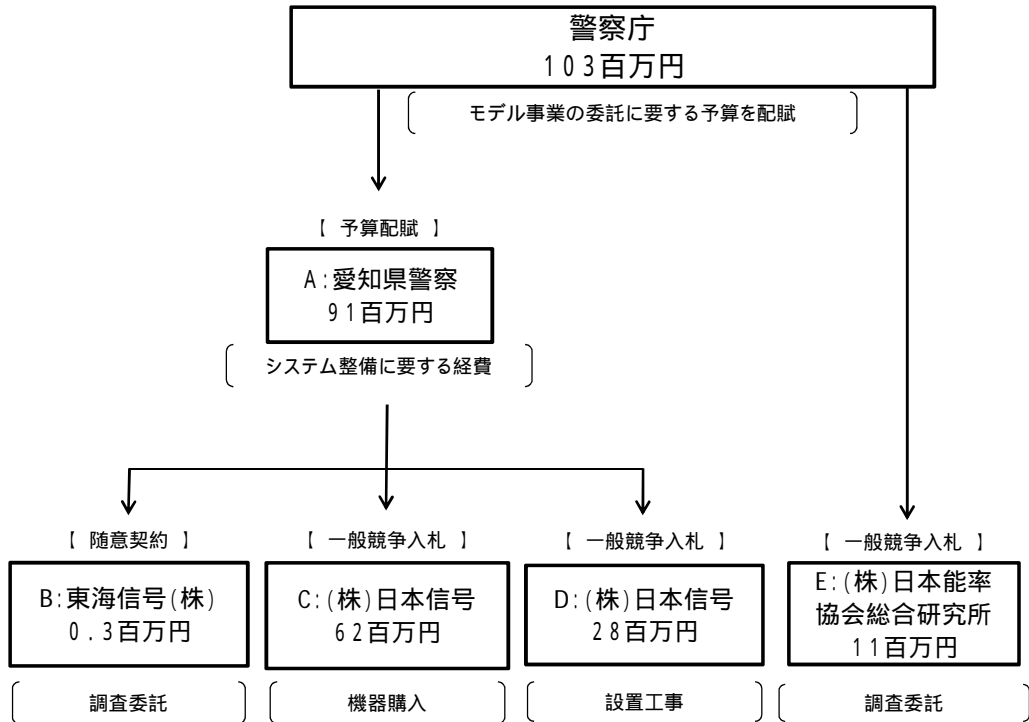 警察庁
103百万円
モデル事業の委託に要する予算を配賦
【 予算配賦 】
A:愛知県警察
91百万円
システム整備に要する経費
【 随意契約 】
B:東海信号(株)
0.3百万円
調査委託
【 一般競争入札 】
C:(株)日本信号
62百万円
機器購入
【 一般競争入札 】
D:(株)日本信号
28百万円
設置工事
【 一般競争入札 】
E:(株)日本能率
協会総合研究所
11百万円
調査委託